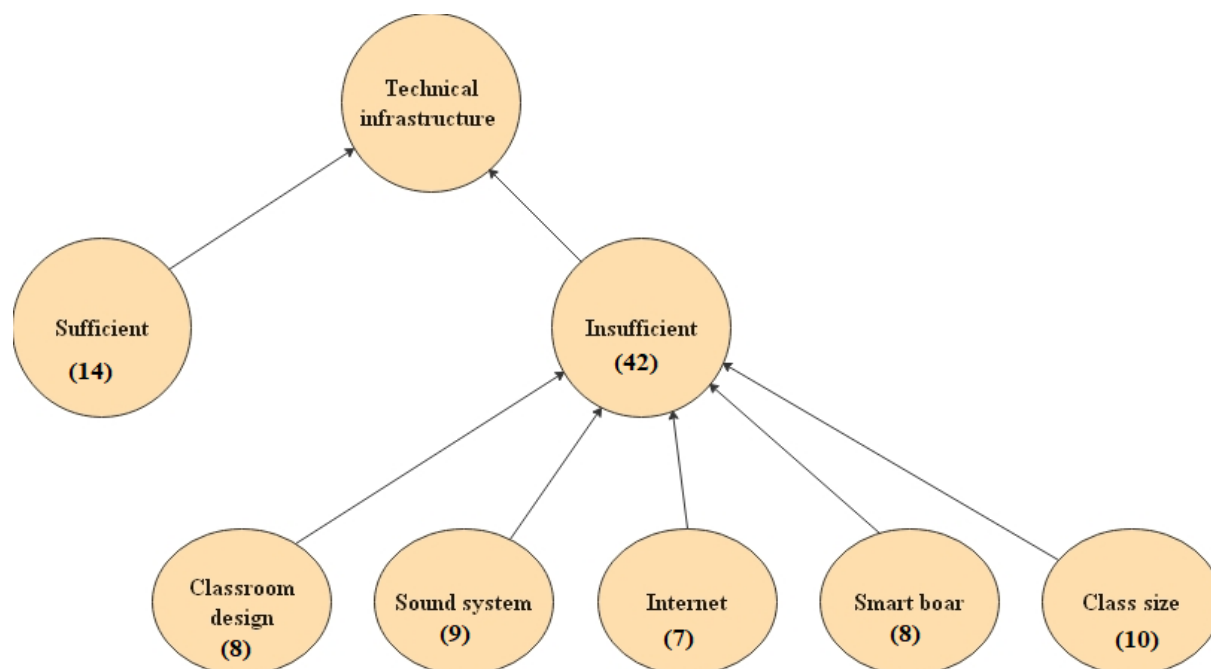 Technical
infrastructure
Sufficient
(14)
Insufficient
(42)
Classroom
design
(8)
Sound system
(9)
Internet
(7)
Smart boar
(8)
Class size
(10)